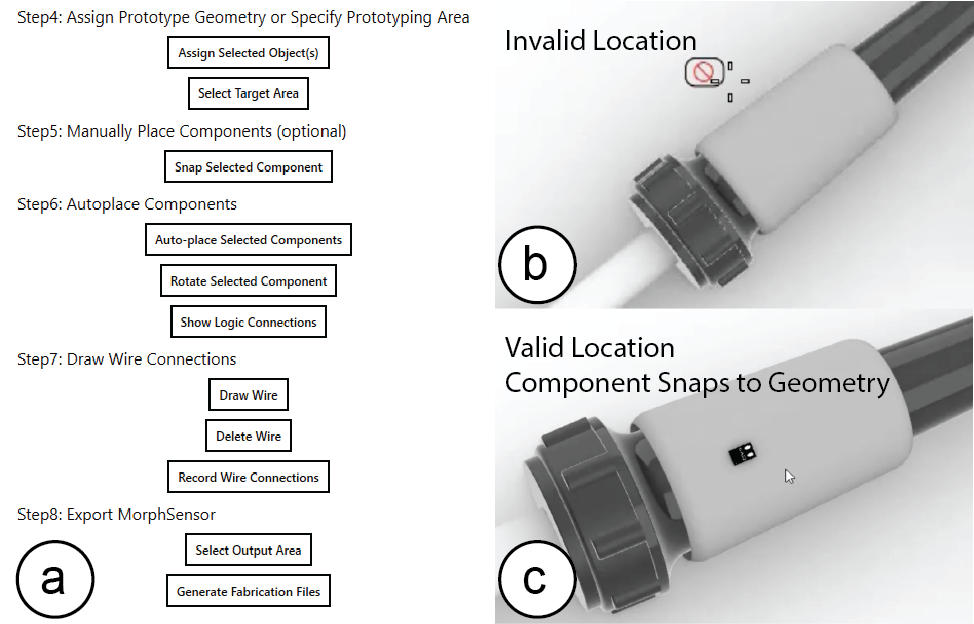 Step4: Assign Prototype Geometry or Specify Prototyping Area
Assign Selected Object(s)
Select Target Area
Step5: Manually Place Components (optional)
Snap Selected Component
Step6: Autoplace Components
Auto-place Selected Components
Rotate Selected Component
Show Logic Connections
Step7: Draw Wire Connections
Draw Wire
Delete Wire
Record Wire Connections
Step8: Export MorphSensor
Select Output Area
Generate Fabrication Files
a
Invalid Location
b
Valid Location
Component Snaps to Geometry
c